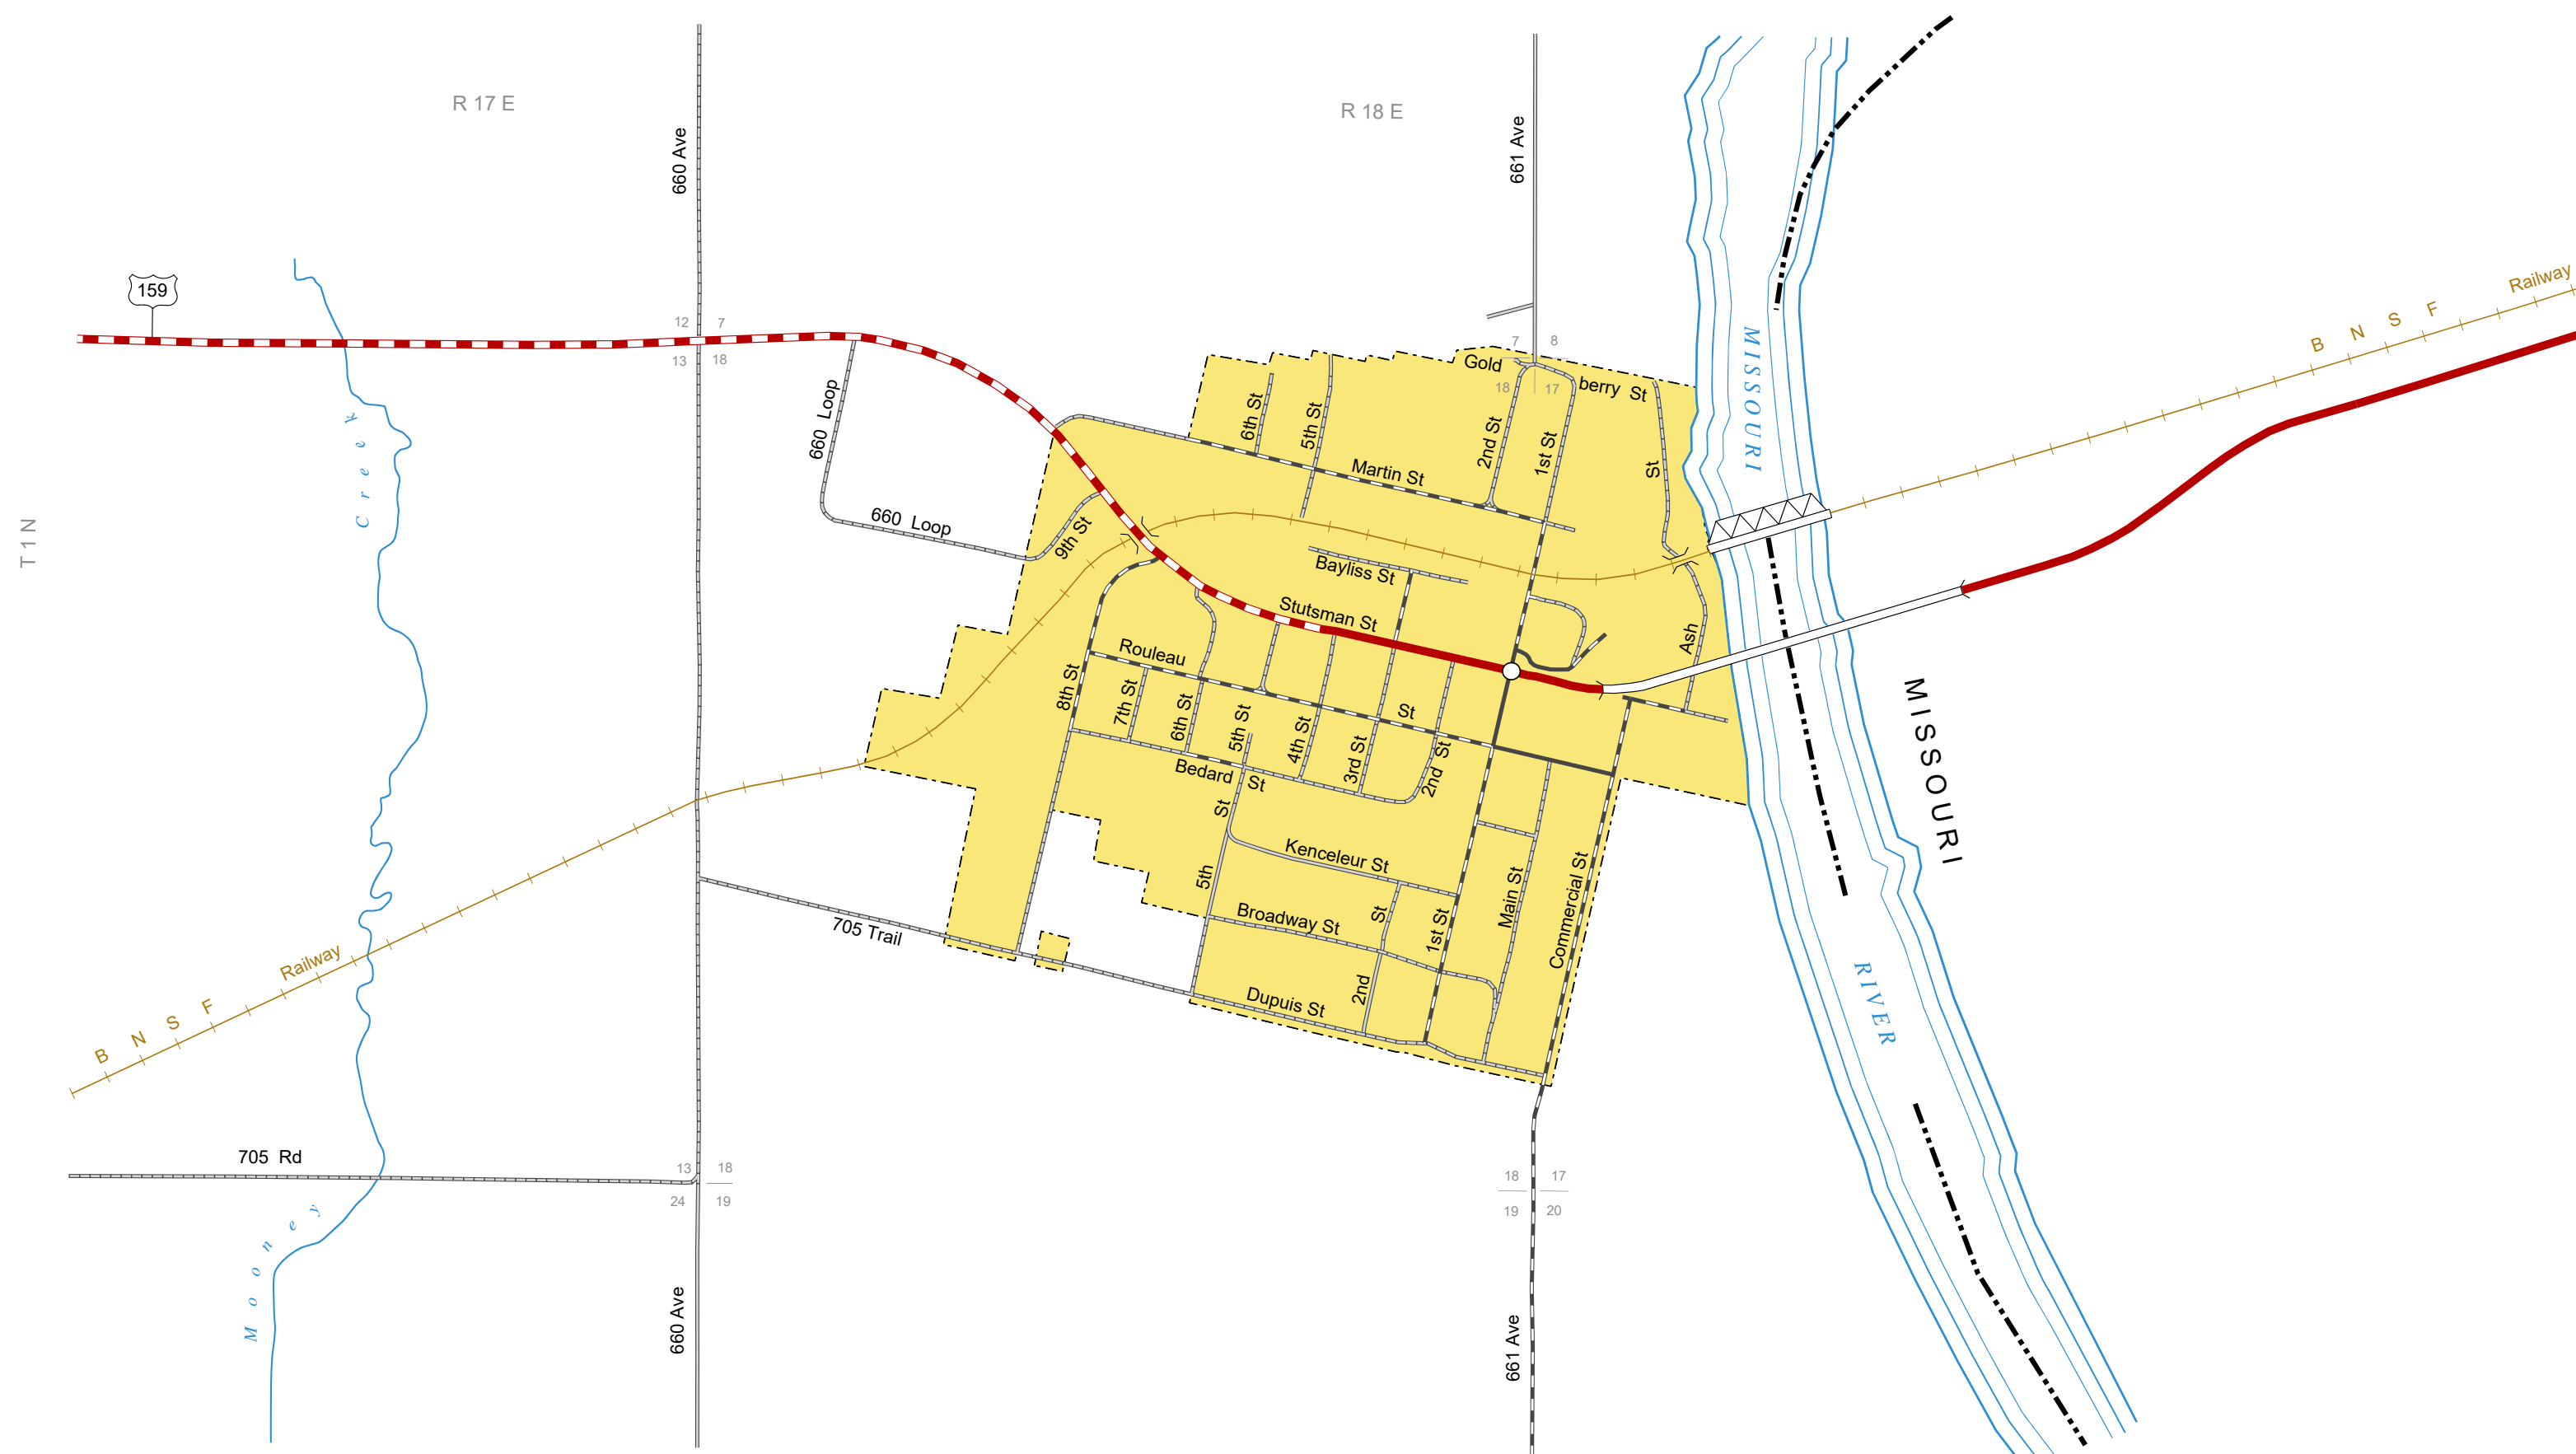 R 17 E
R 18 E
660 Ave
661 Ave
159
12
7
13
18
7
8
18
17
Gold
berry St
Creek
660 Loop
660 Loop
T 1 N
6th St
5th St
2nd St
1st St
Martin St
St
Ash
9th St
MISSOURI
RIVER
BNSF Railway
Bayliss St
Stutsman St
Rouleau
St
8th St
7th St
6th St
5th St
4th St
3rd St
2nd St
Bedard St
MISSOURI
5th
St
Kenceleur St
Broadway St
2nd
St
1st St
Main St
Commercial St
705 Trail
Dupuis St
BNSF Railway
705 Rd
13
18
24
19
18
17
19
20
Mooney
660 Ave
661 Ave